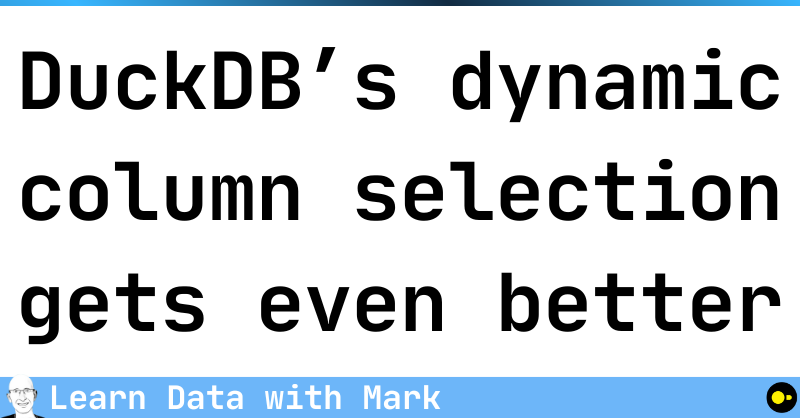 DuckDB’s dynamic
column selection
gets even better
Learn Data with Mark